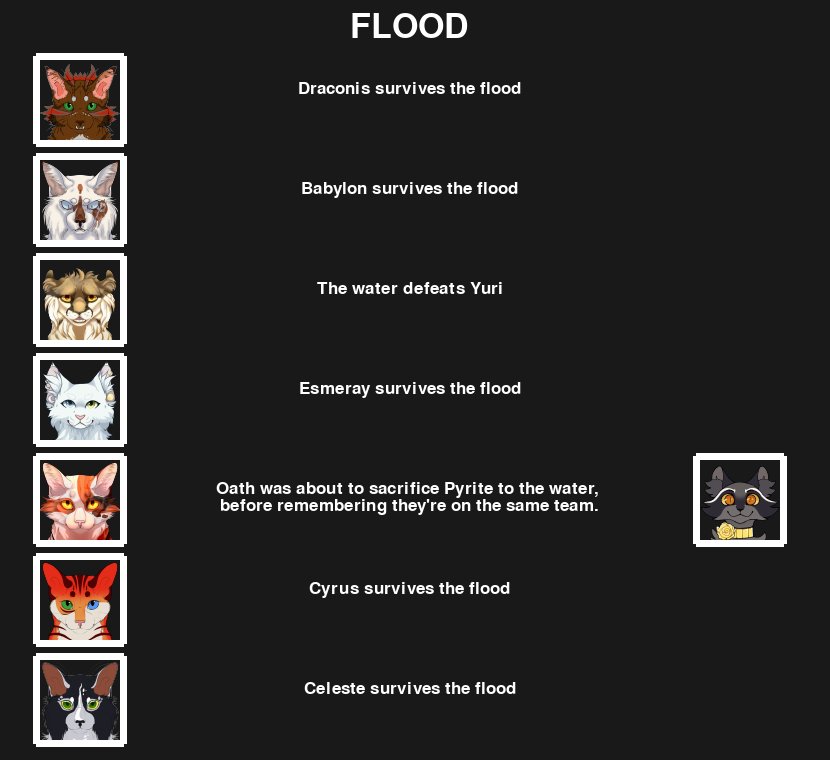 FLOOD
Draconis survives the flood
Babylon survives the flood
The water defeats Yuri
Esmeray survives the flood
Oath was about to sacrifice Pyrite to the water,
before remembering they're on the same team.
Cyrus survives the flood
Celeste survives the flood